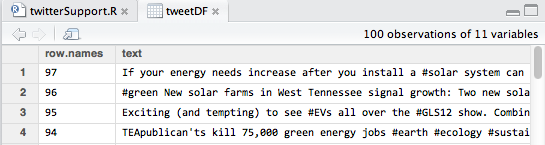 twitterSupport.R tweetDF
100 observations of 11 variables
row.names text
1 97 If your energy needs increase after you install a #solar system can
2 96 #green New solar farms in West Tennessee signal growth: Two new sola
3 95 Exciting (and tempting) to see #EVs all over the #GLS12 show. Combin
4 94 TEApublican'ts kill 75,000 green energy jobs #earth #ecology #sustai